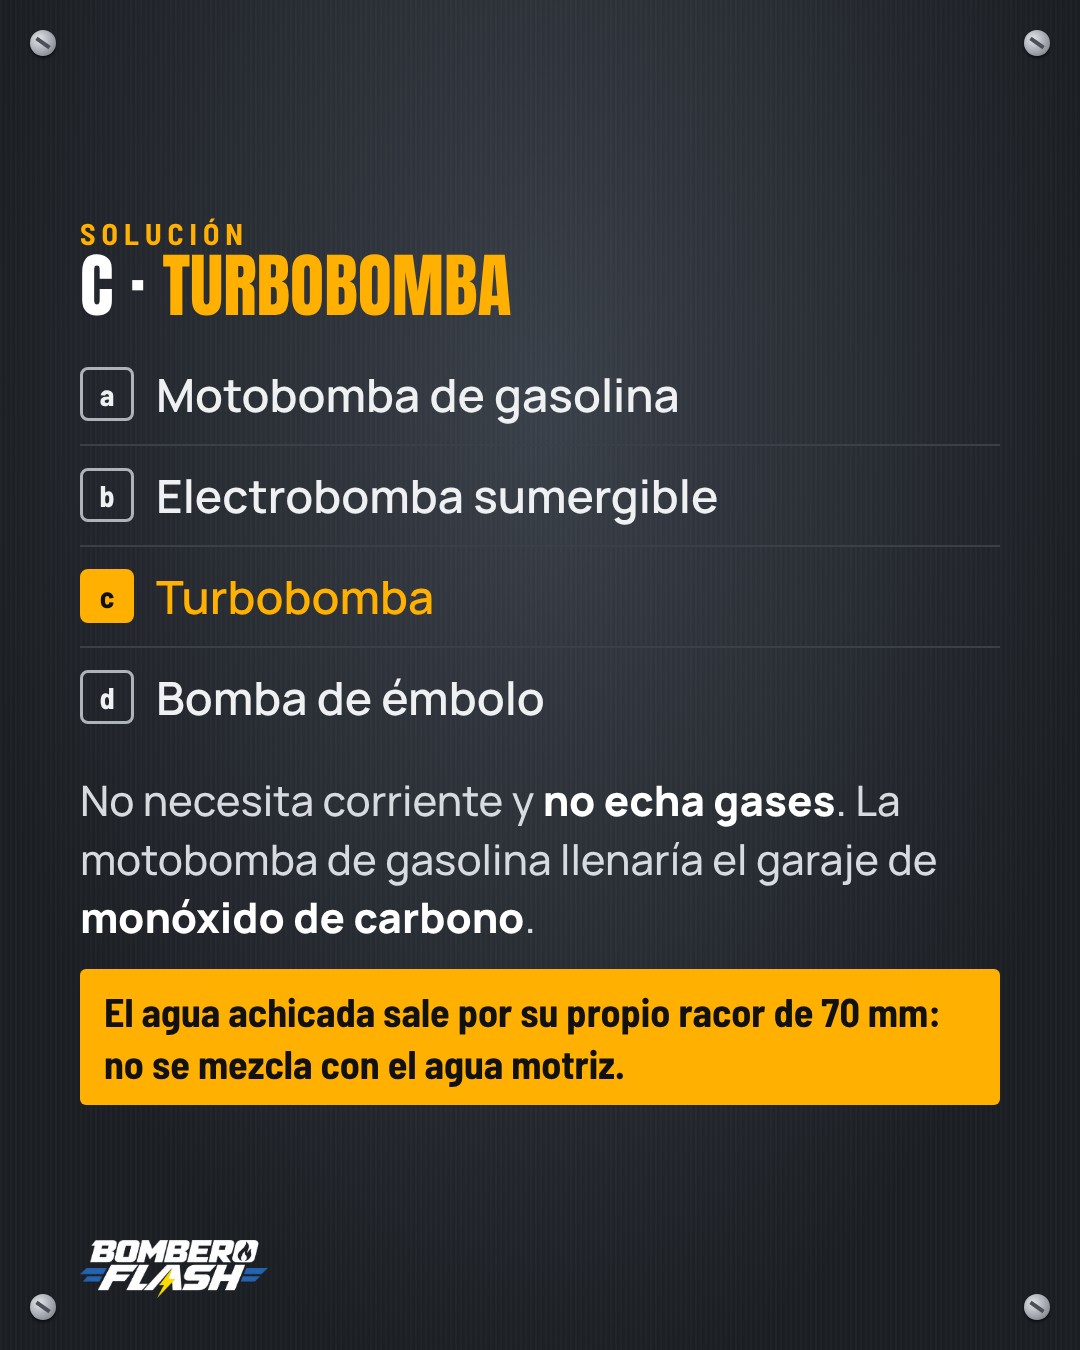 SOLUCIÓN
C · TURBOBOMBA
a Motobomba de gasolina
b Electrobomba sumergible
c Turbobomba
d Bomba de émbolo
No necesita corriente y no echa gases. La
motobomba de gasolina llenaría el garaje de
monóxido de carbono.
El agua achicada sale por su propio racor de 70 mm:
no se mezcla con el agua motriz.
BOMBERO
FLASH